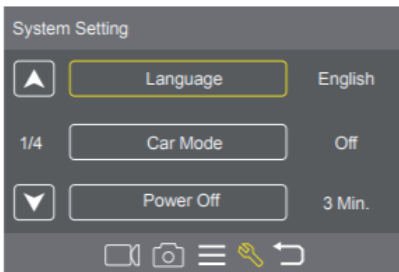 System Setting
Language English
1/4 Car Mode Off
Power Off 3 Min.